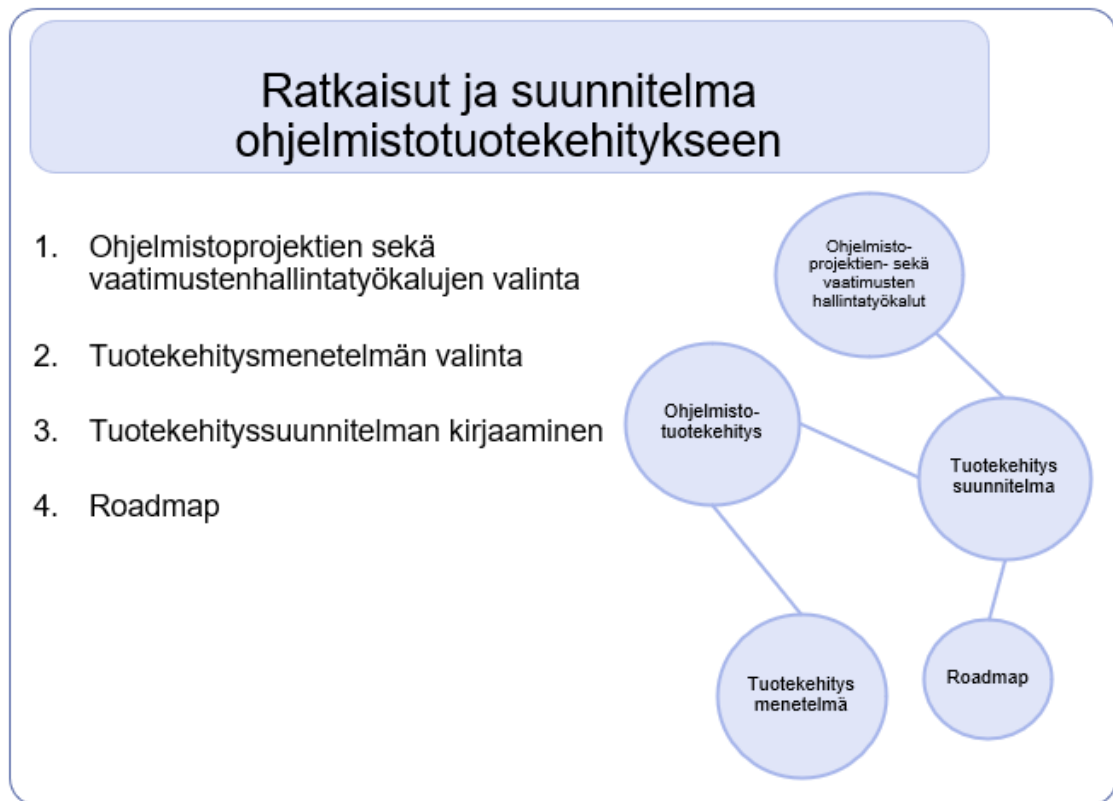 Ratkaisut ja suunnitelma
ohjelmistotuotekehitykseen
1. Ohjelmistoprojektien sekä
vaatimustenhallintatyökalujen valinta
2. Tuotekehitysmenetelmän valinta
3. Tuotekehityssuunnitelman kirjaaminen
4. Roadmap
Ohjelmisto-
projektien- sekä
vaatimusten
hallintatyökalut
Ohjelmisto-
tuotekehitys
Tuotekehitys
suunnitelma
Tuotekehitys
menetelmä
Roadmap